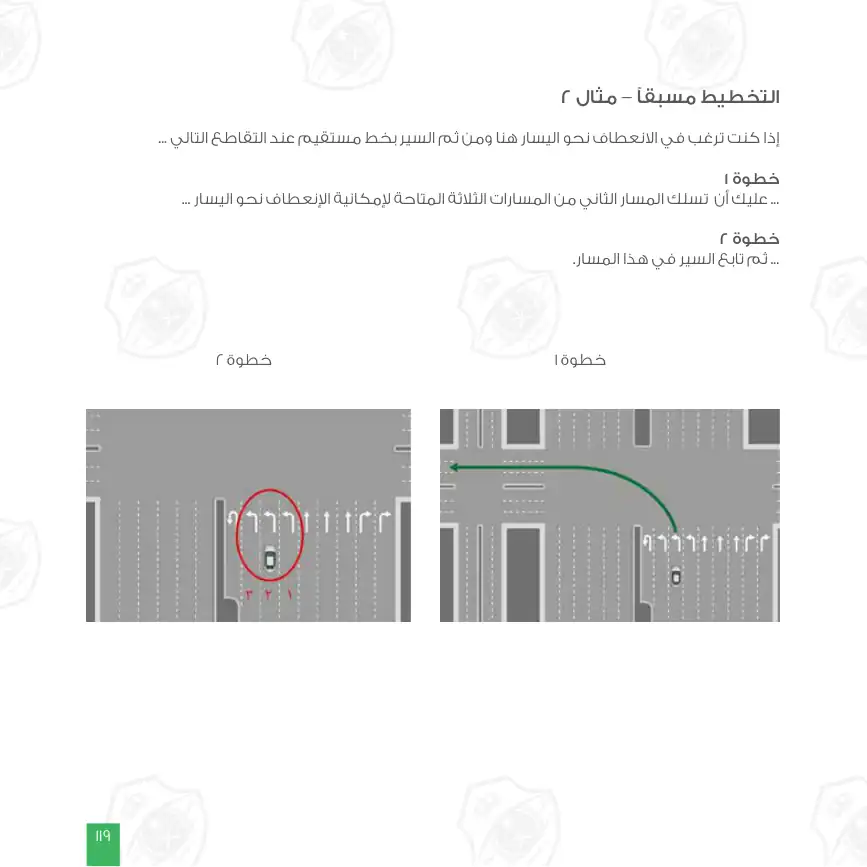 التخطيط مسبقاً – مثال ٢
إذا كنت ترغب في الانعطاف نحو اليسار هنا ومن ثم السير بخط مستقيم عند التقاطع التالي ...
خطوة ١
... عليك أن تسلك المسار الثاني من المسارات الثلاثة المتاحة لإمكانية الإنعطاف نحو اليسار ...
خطوة ٢
... ثم تابع السير في هذا المسار.
خطوة ١
خطوة ٢
٣ ٢ ١
١١٩